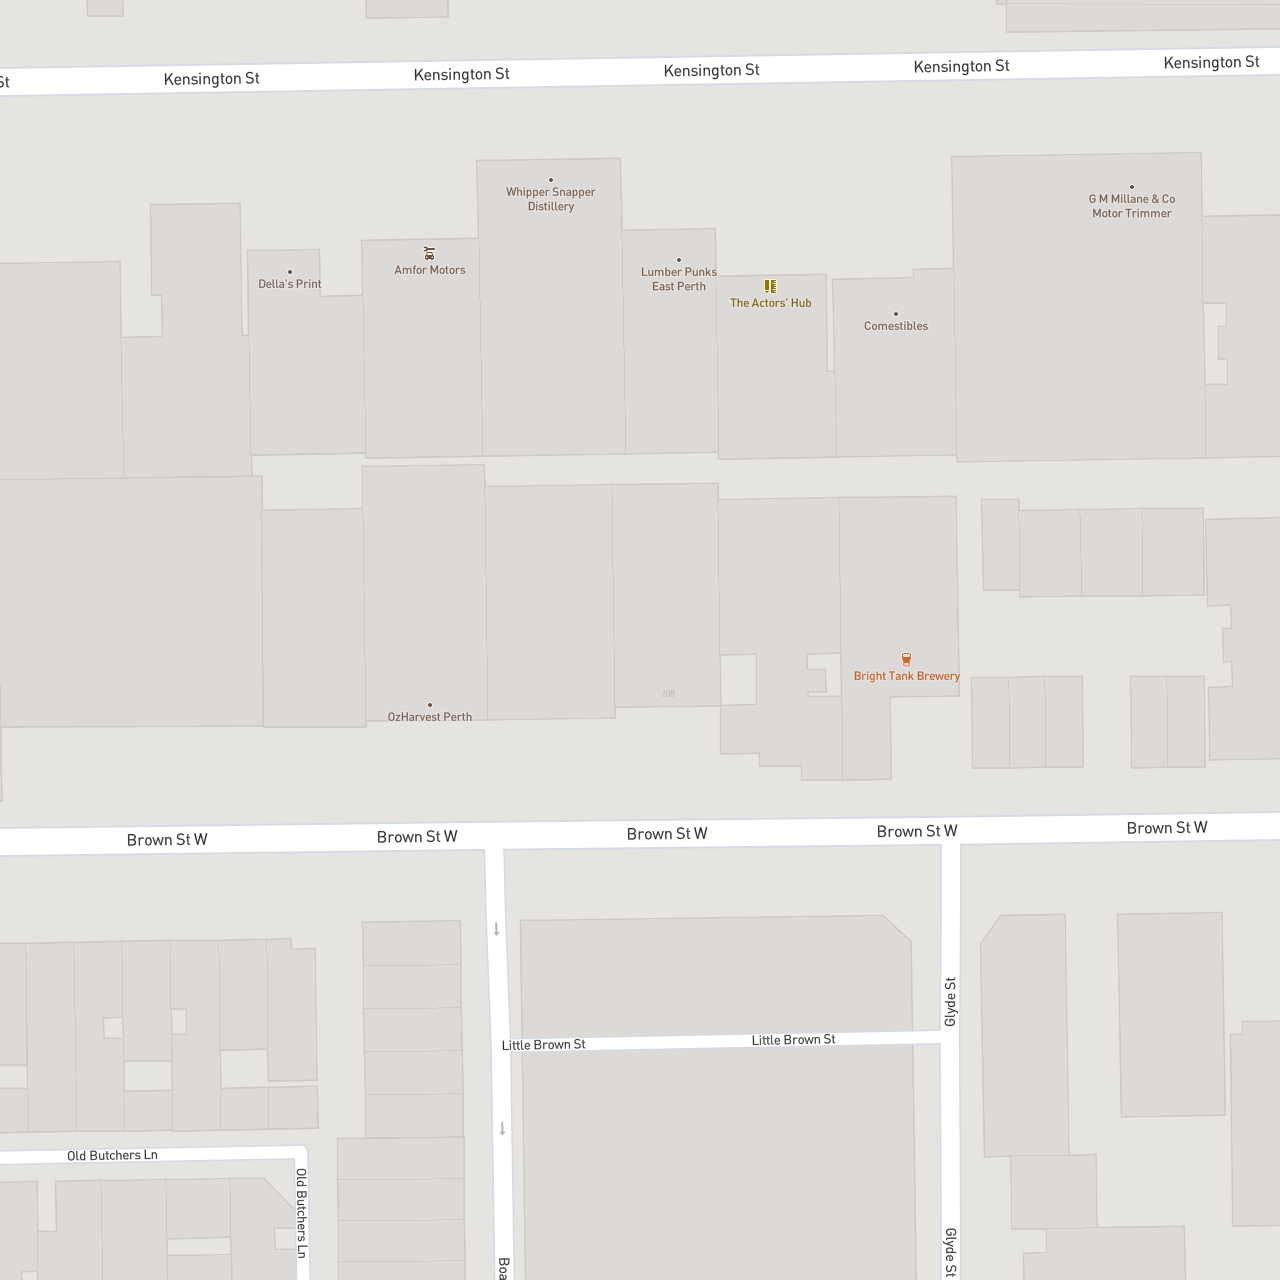 St
Kensington St
Kensington St
Kensington St
Kensington St
Kensington St
Whipper Snapper
Distillery
G M Millane & Co
Motor Trimmer
Della's Print
Amfor Motors
Lumber Punks
East Perth
The Actors' Hub
Comestibles
Bright Tank Brewery
108
OzHarvest Perth
Brown St W
Brown St W
Brown St W
Brown St W
Brown St W
Glyde St
Little Brown St
Little Brown St
Old Butchers Ln
Old Butchers Ln
Glyde St
Boa